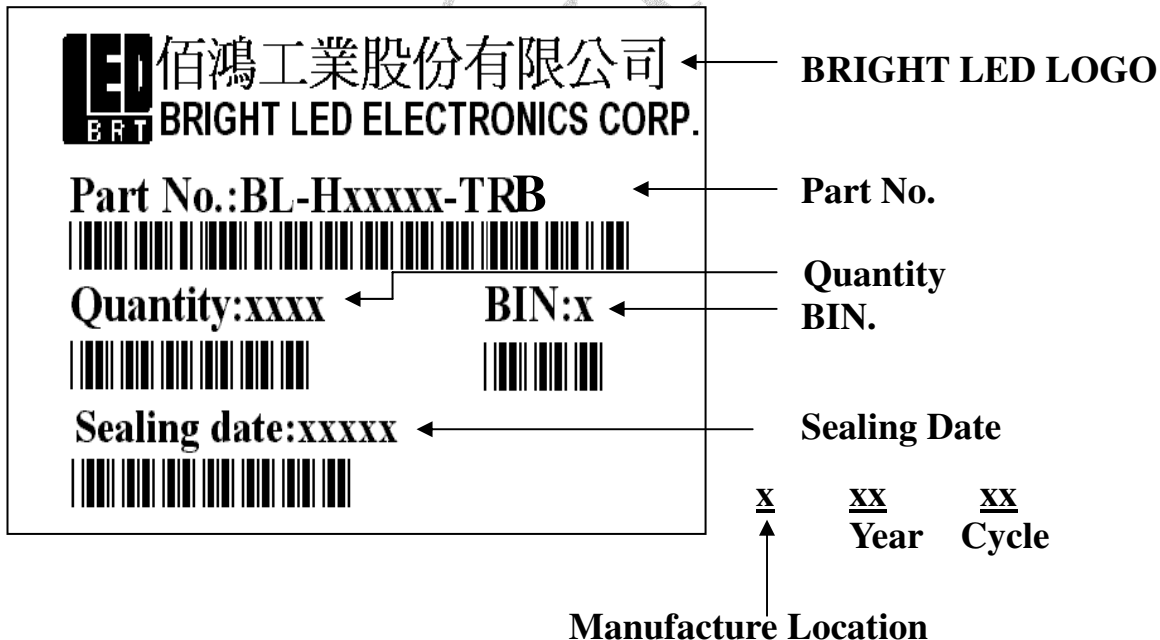 LED
BRT
佰鴻工業股份有限公司
BRIGHT LED ELECTRONICS CORP.
BRIGHT LED LOGO
Part No.:BL-Hxxxxx-TRB
Part No.
Quantity:xxxx
BIN:x
Quantity
BIN.
Sealing date:xxxxx
Sealing Date
x xx xx
Year Cycle
Manufacture Location